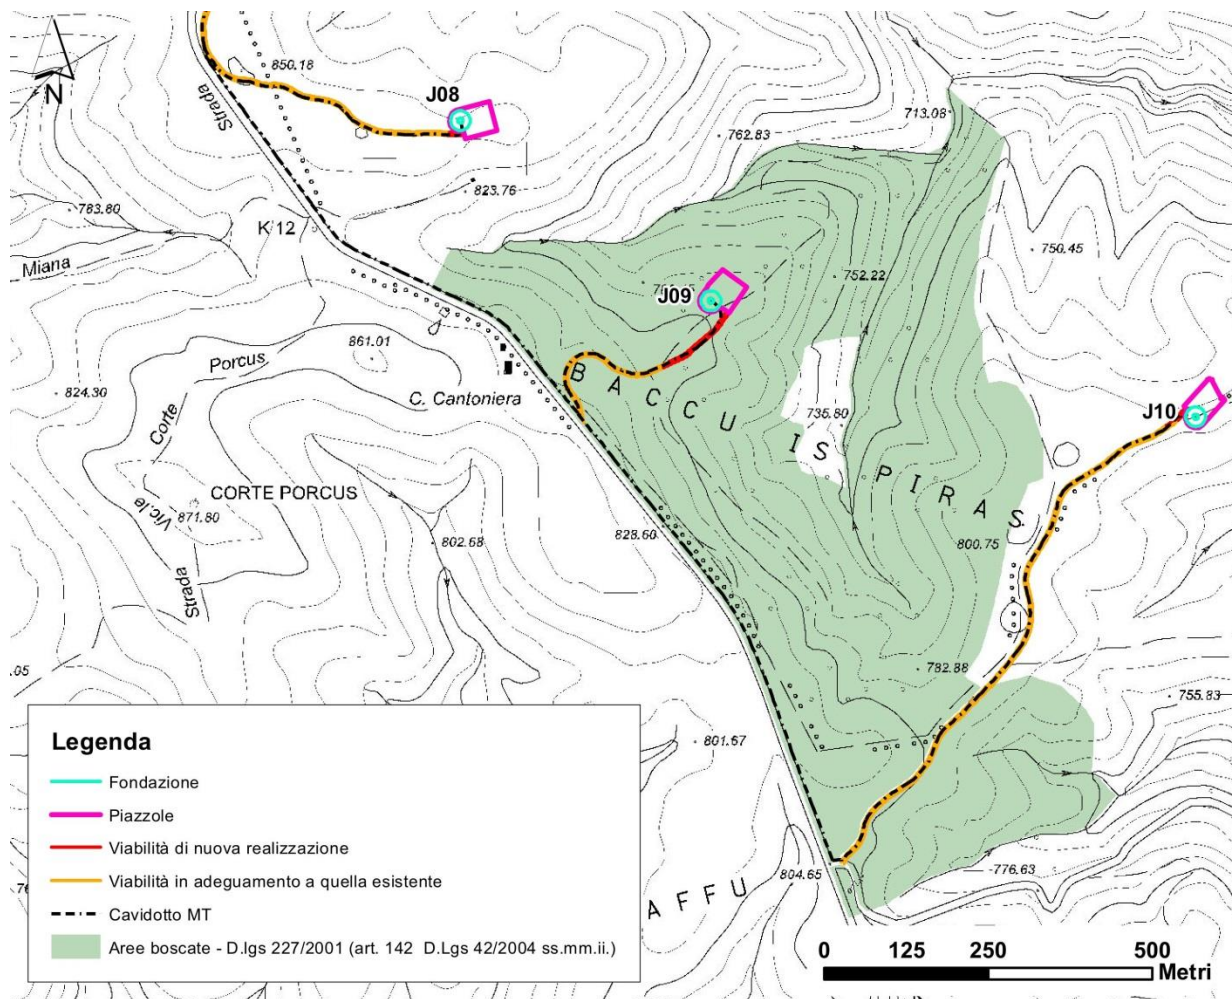 850.18
J08
Strada
713.08
762.83
823.76
783.80
K 12
Miana
750.45
752.22
J09
861.01
Porcus
824.30
C. Cantoniera
BACCU IS PIRAS
735.80
J10
Corte
CORTE PORCUS
Vic.le
871.80
802.68
828.60
800.75
Strada
782.88
755.83
801.67
776.63
804.65
AFFU
N
Legenda
Fondazione
Piazzole
Viabilità di nuova realizzazione
Viabilità in adeguamento a quella esistente
Cavidotto MT
Aree boscate - D.lgs 227/2001 (art. 142 D.Lgs 42/2004 ss.mm.ii.)
0 125 250 500
Metri